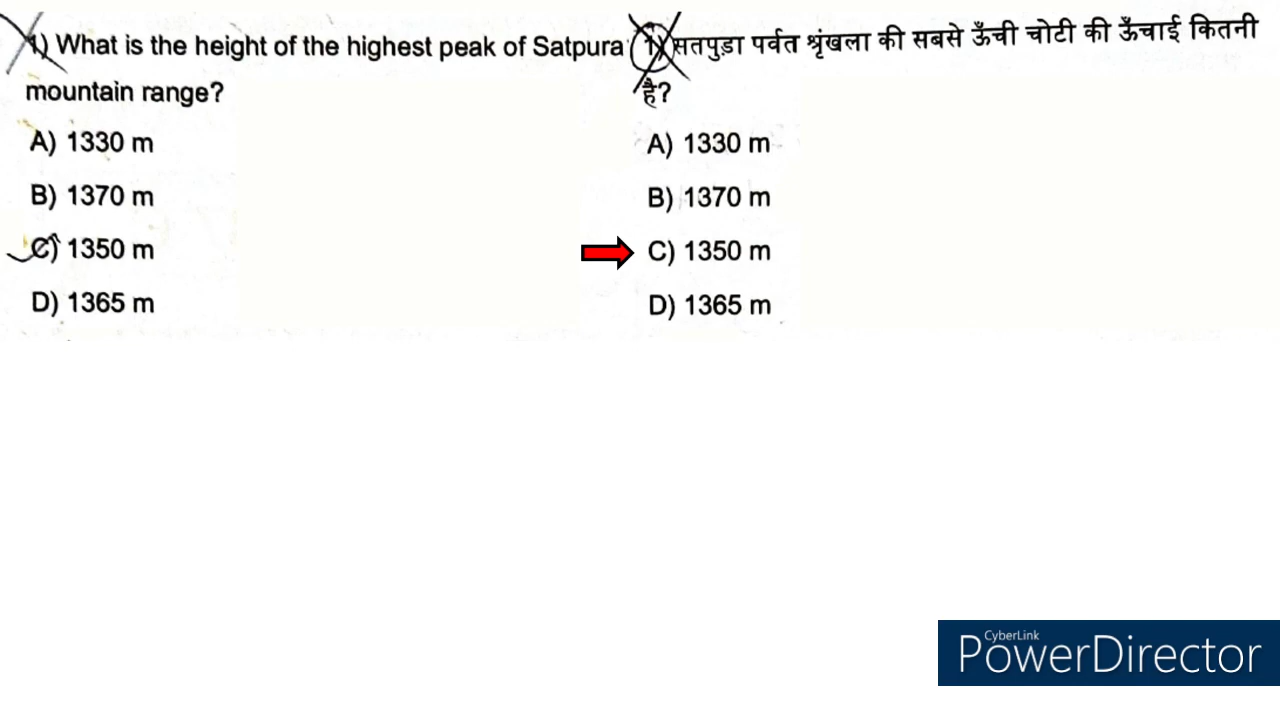 1) What is the height of the highest peak of Satpura
mountain range?
A) 1330 m
B) 1370 m
C) 1350 m
D) 1365 m
1) सतपुड़ा पर्वत श्रृंखला की सबसे ऊँची चोटी की ऊँचाई कितनी
है?
A) 1330 m
B) 1370 m
C) 1350 m
D) 1365 m
CyberLink
PowerDirector